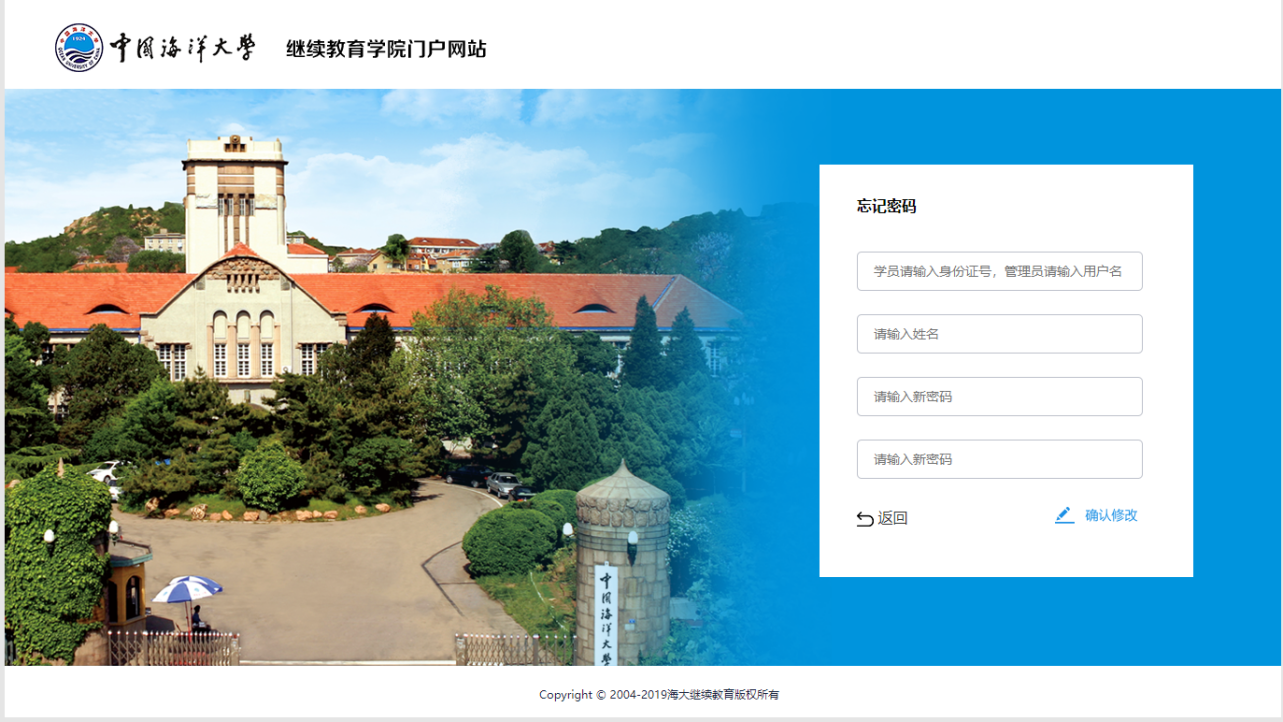 中国海洋大学 继续教育学院门户网站
1924
忘记密码
学员请输入身份证号，管理员请输入用户名
请输入姓名
请输入新密码
请输入新密码
返回 确认修改
中国海洋大学
Copyright © 2004-2019海大继续教育版权所有